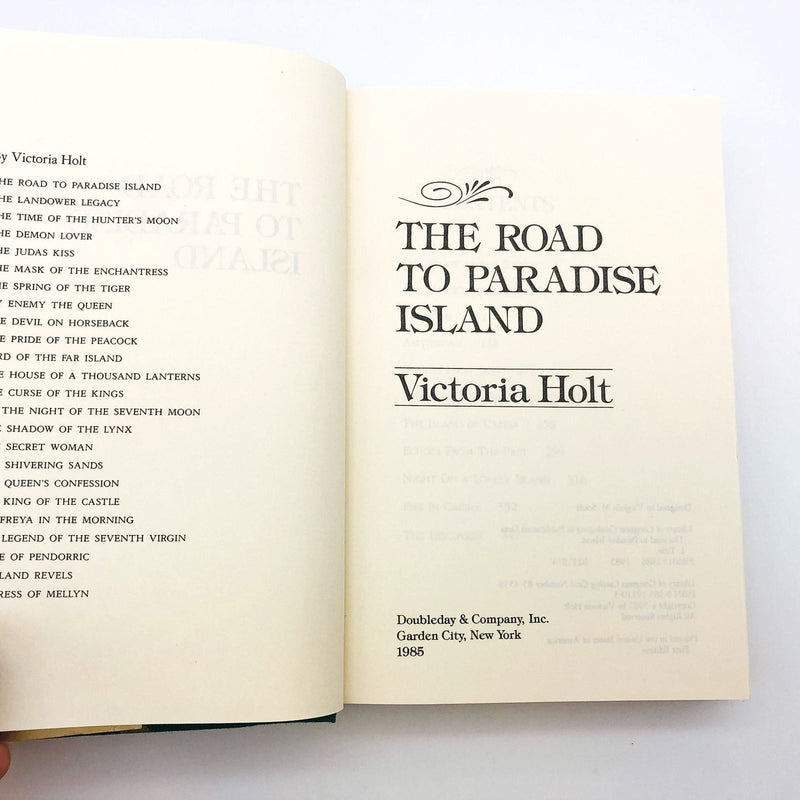 y Victoria Holt
HE ROAD TO PARADISE ISLAND
HE LANDOWER LEGACY
HE TIME OF THE HUNTER'S MOON
HE DEMON LOVER
HE JUDAS KISS
HE MASK OF THE ENCHANTRESS
HE SPRING OF THE TIGER
Y ENEMY THE QUEEN
E DEVIL ON HORSEBACK
E PRIDE OF THE PEACOCK
RD OF THE FAR ISLAND
E HOUSE OF A THOUSAND LANTERNS
E CURSE OF THE KINGS
THE NIGHT OF THE SEVENTH MOON
E SHADOW OF THE LYNX
SECRET WOMAN
SHIVERING SANDS
QUEEN'S CONFESSION
KING OF THE CASTLE
FREYA IN THE MORNING
LEGEND OF THE SEVENTH VIRGIN
E OF PENDORRIC
LAND REVELS
RESS OF MELLYN
THE ROAD
TO PARADISE
ISLAND
Victoria Holt
Doubleday & Company, Inc.
Garden City, New York
1985